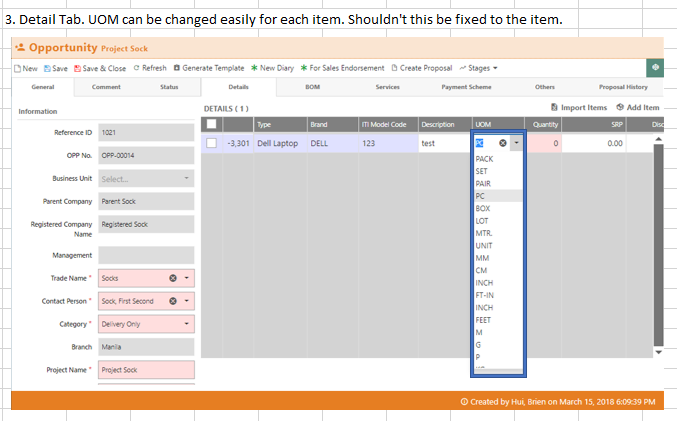 3. Detail Tab. UOM can be changed easily for each item. Shouldn't this be fixed to the item.
Opportunity Project Sock
New Save Save & Close Refresh Generate Template New Diary For Sales Endorsement Create Proposal Stages
General Comment Status Details BOM Services Payment Scheme Others Proposal History
Information
DETAILS ( 1 ) Import Items Add Item
Type Brand ITI Model Code Description UOM Quantity SRP Disc
-3,301 Dell Laptop DELL 123 test PC 0 0.00
PACK
SET
PAIR
PC
BOX
LOT
MTR.
UNIT
MM
CM
INCH
FT-IN
INCH
FEET
M
G
P
Reference ID 1021
OPP No. OPP-00014
Business Unit Select...
Parent Company Parent Sock
Registered Company Name Registered Sock
Management
Trade Name * Socks
Contact Person * Sock, First Second
Category * Delivery Only
Branch Manila
Project Name * Project Sock
Created by Hui, Brien on March 15, 2018 6:09:39 PM